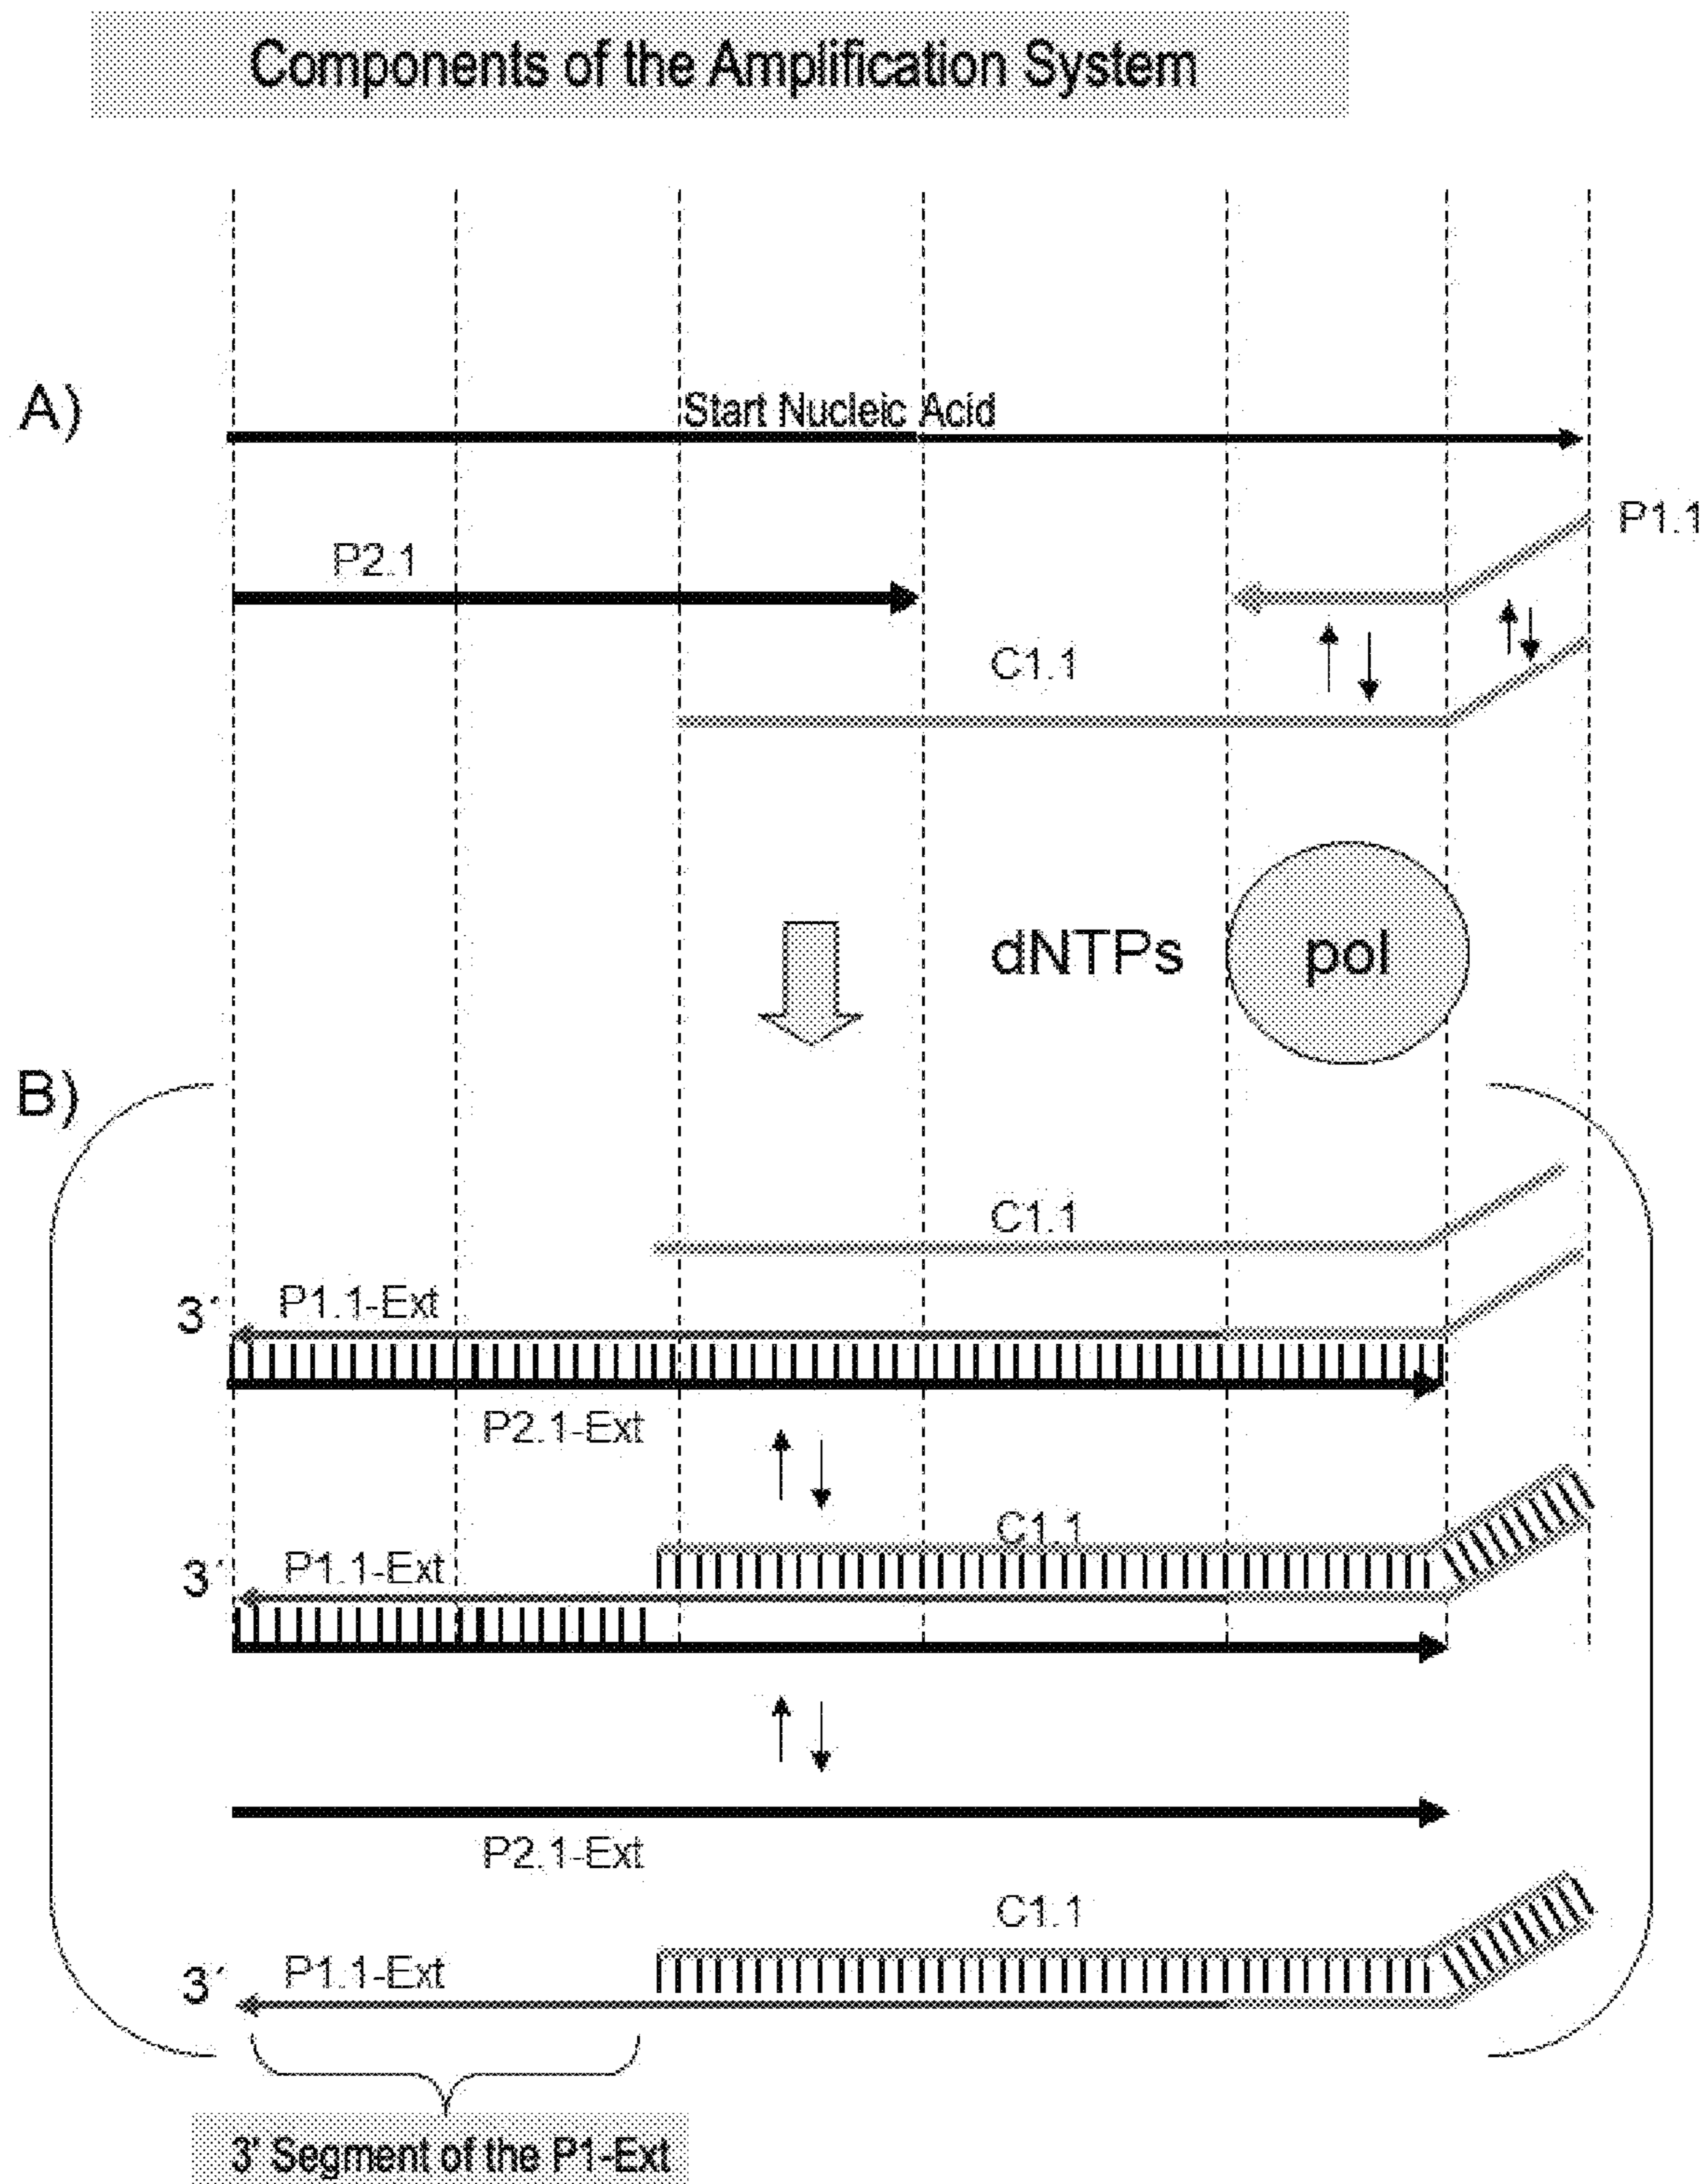 Components of the Amplification System
A)
Start Nucleic Acid
P1.1
P2.1
C1.1
dNTPs
pol
B)
C1.1
3´
P1.1-Ext
P2.1-Ext
C1.1
3´
P1.1-Ext
P2.1-Ext
C1.1
3´
P1.1-Ext
3' Segment of the P1-Ext